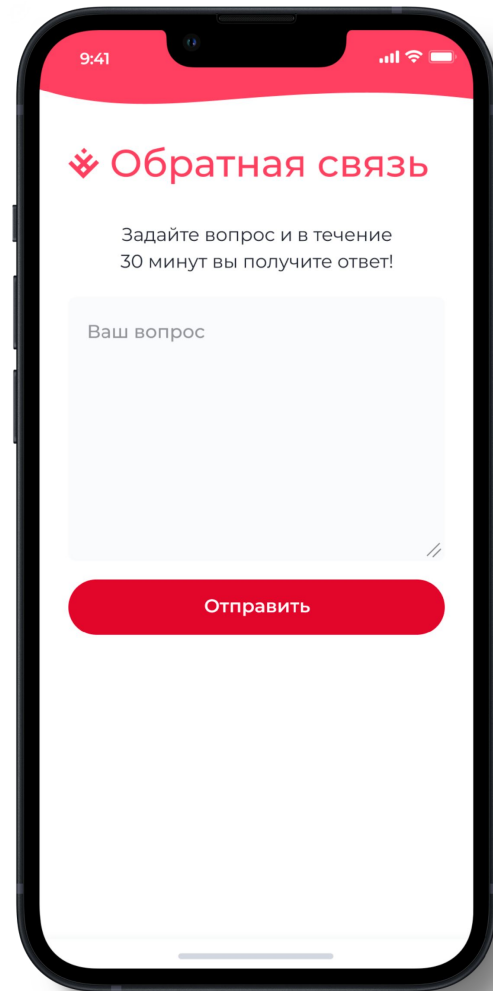 9:41
Обратная связь
Задайте вопрос и в течение
30 минут вы получите ответ!
Ваш вопрос
Отправить